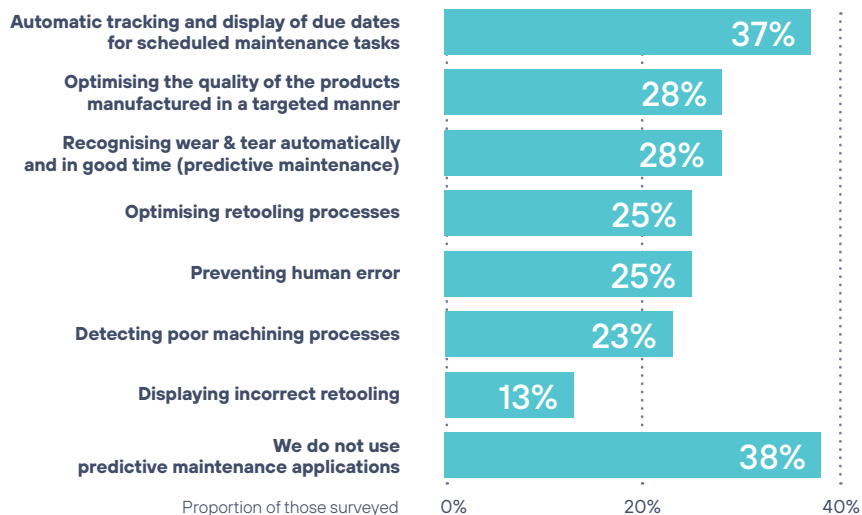 Automatic tracking and display of due dates
for scheduled maintenance tasks
37%
Optimising the quality of the products
manufactured in a targeted manner
28%
Recognising wear & tear automatically
and in good time (predictive maintenance)
28%
Optimising retooling processes
25%
Preventing human error
25%
Detecting poor machining processes
23%
Displaying incorrect retooling
13%
We do not use
predictive maintenance applications
38%
Proportion of those surveyed
0%
20%
40%